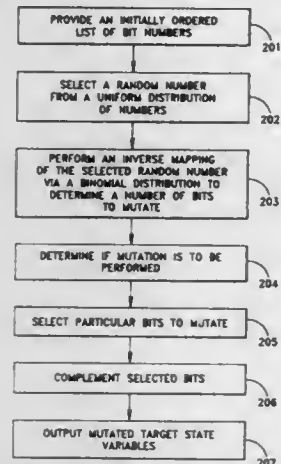 PROVIDE AN INITIALLY ORDERED
LIST OF BIT NUMBERS
201
SELECT A RANDOM NUMBER
FROM A UNIFORM DISTRIBUTION
OF NUMBERS
202
PERFORM AN INVERSE MAPPING
OF THE SELECTED RANDOM NUMBER
VIA A BINOMIAL DISTRIBUTION TO
DETERMINE A NUMBER OF BITS
TO MUTATE
203
DETERMINE IF MUTATION IS TO BE
PERFORMED
204
SELECT PARTICULAR BITS TO MUTATE
205
COMPLEMENT SELECTED BITS
206
OUTPUT MUTATED TARGET STATE
VARIABLES
207